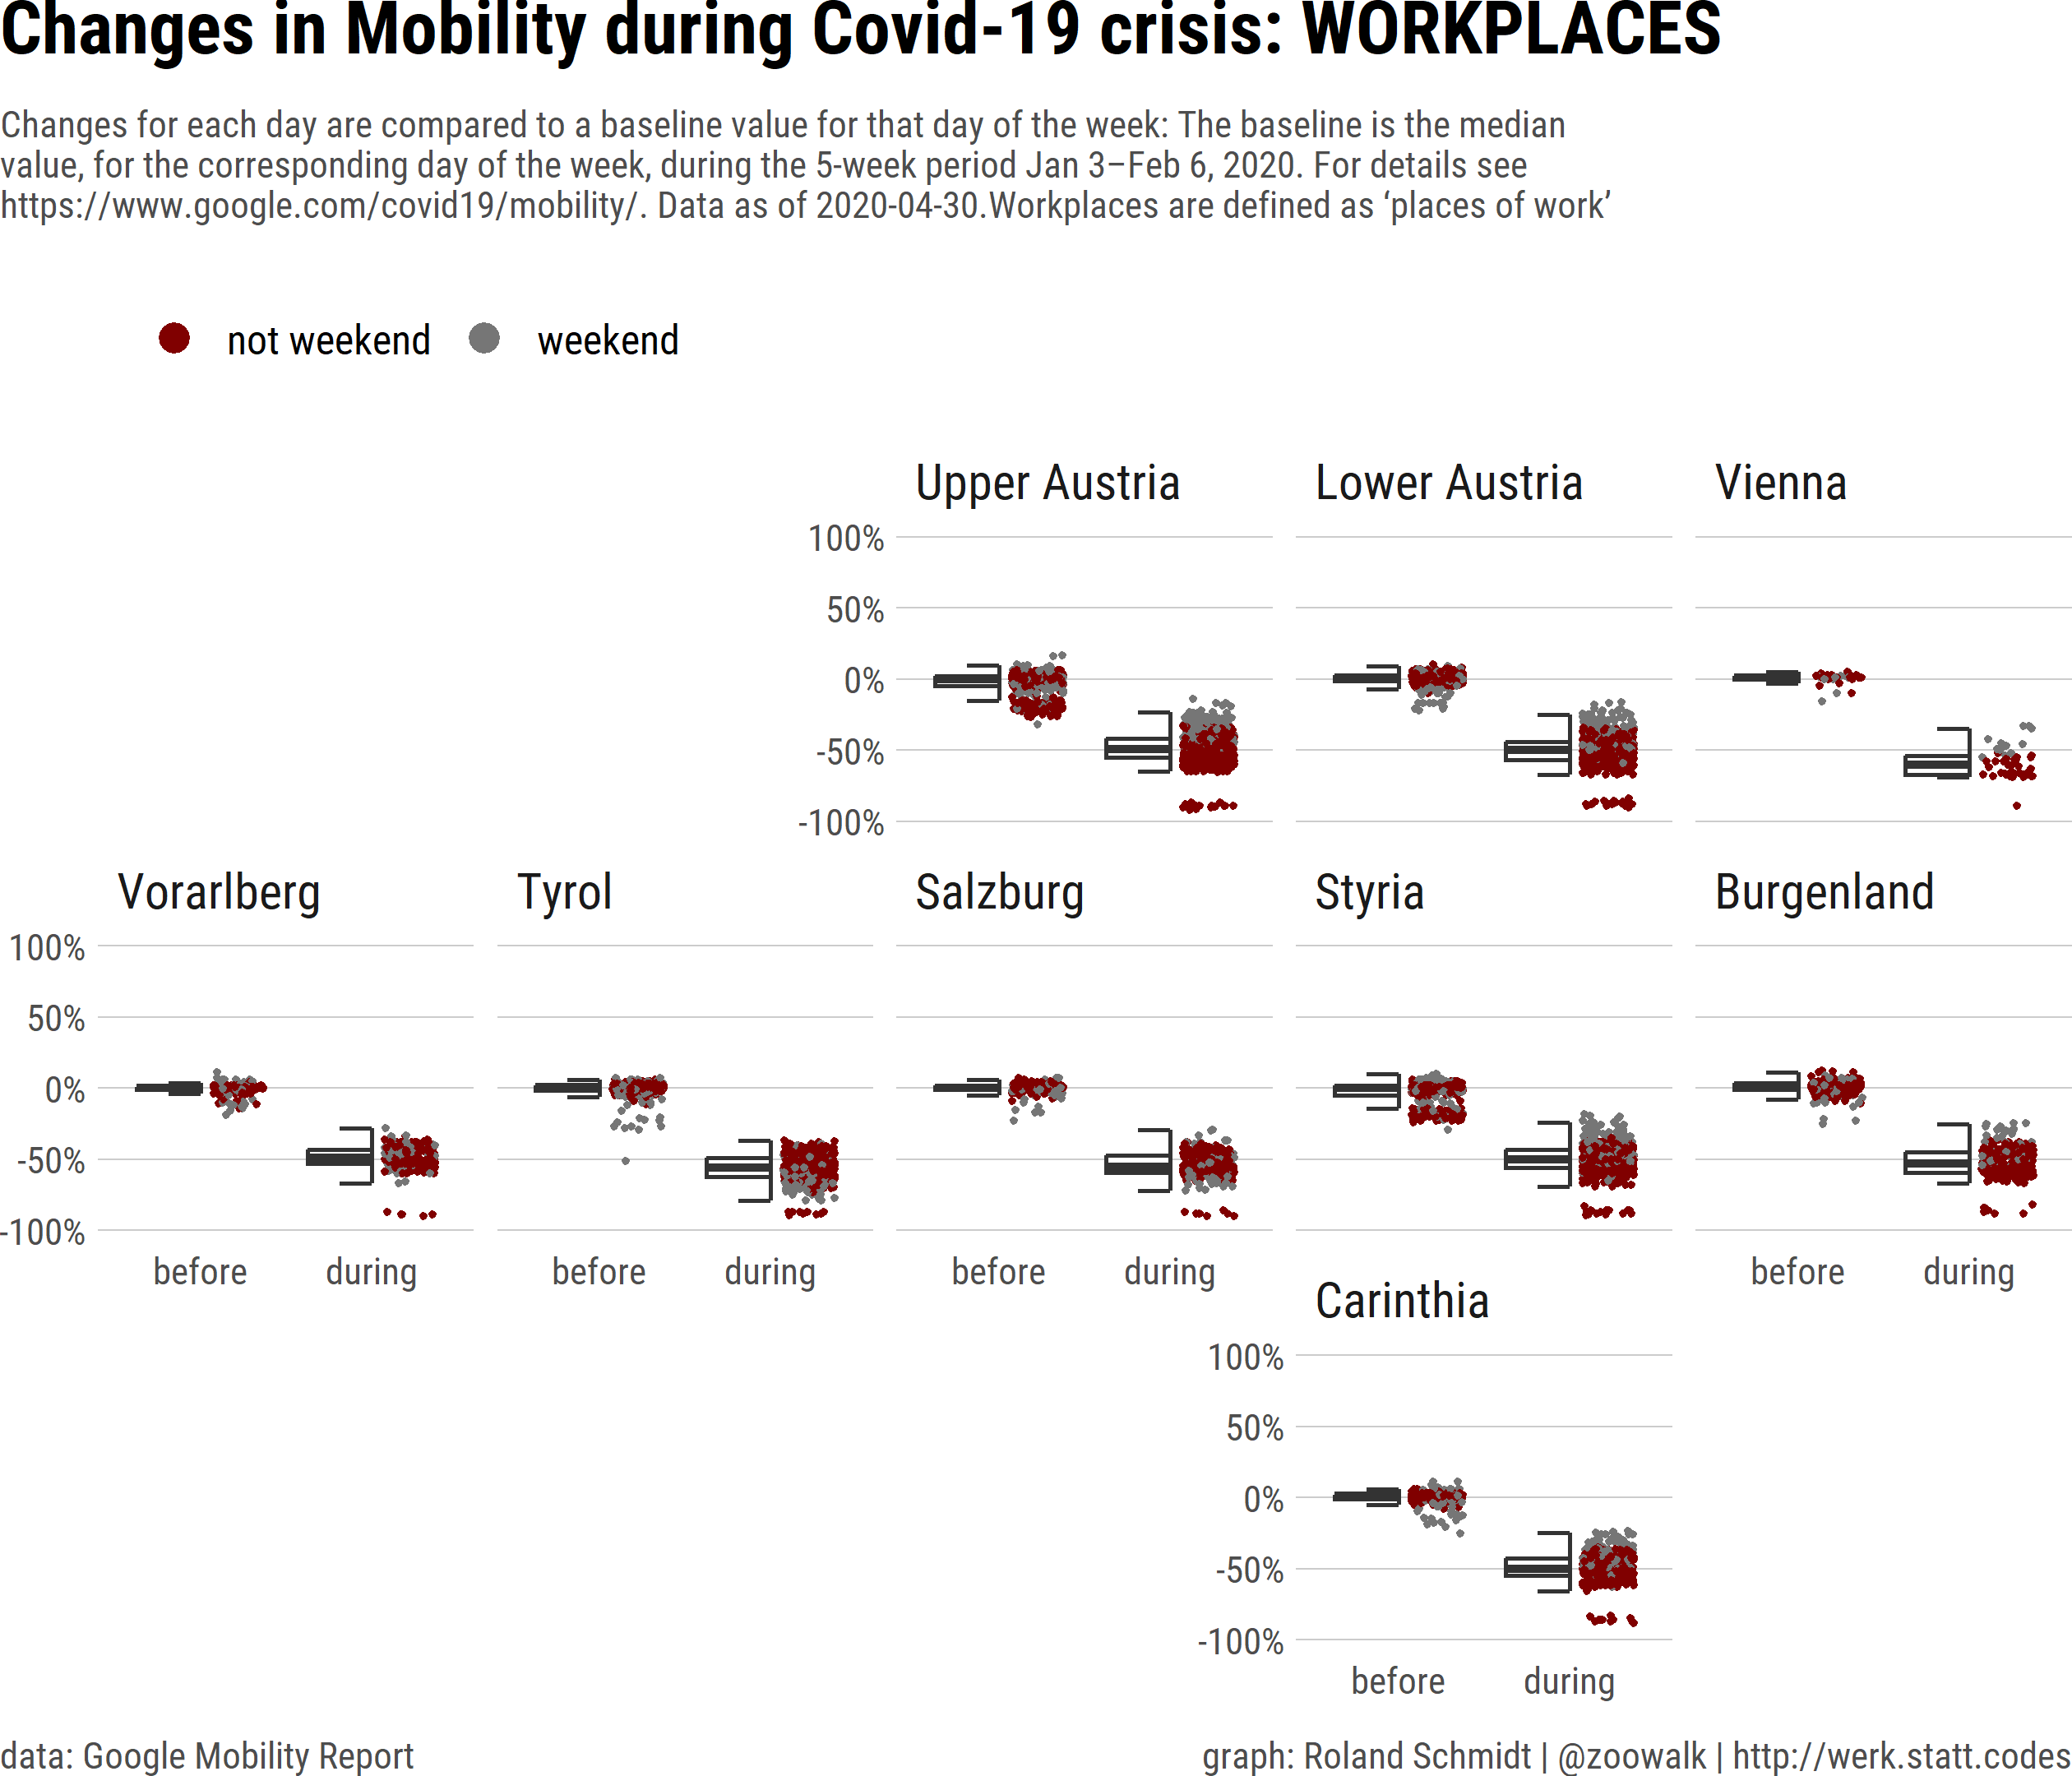 Changes in Mobility during Covid-19 crisis: WORKPLACES
Changes for each day are compared to a baseline value for that day of the week: The baseline is the median
value, for the corresponding day of the week, during the 5-week period Jan 3–Feb 6, 2020. For details see
https://www.google.com/covid19/mobility/. Data as of 2020-04-30.Workplaces are defined as ‘places of work’
not weekend weekend
Upper Austria Lower Austria Vienna
100%
50%
0%
-50%
-100%
Vorarlberg Tyrol Salzburg Styria Burgenland
100%
50%
0%
-50%
-100%
before during before during before during before during
Carinthia
100%
50%
0%
-50%
-100%
before during
data: Google Mobility Report graph: Roland Schmidt | @zoowalk | http://werk.statt.codes